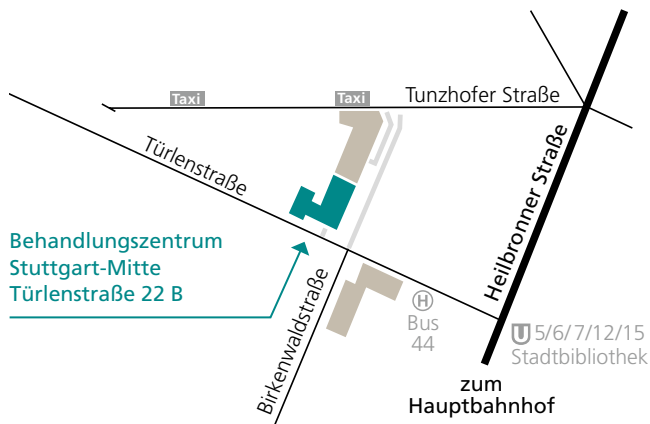 Taxi
Taxi
Tunzhofer Straße
Türlenstraße
Heilbronner Straße
Behandlungszentrum
Stuttgart-Mitte
Türlenstraße 22 B
Birkenwaldstraße
H
Bus
44
U 5/6/7/12/15
Stadtbibliothek
zum
Hauptbahnhof